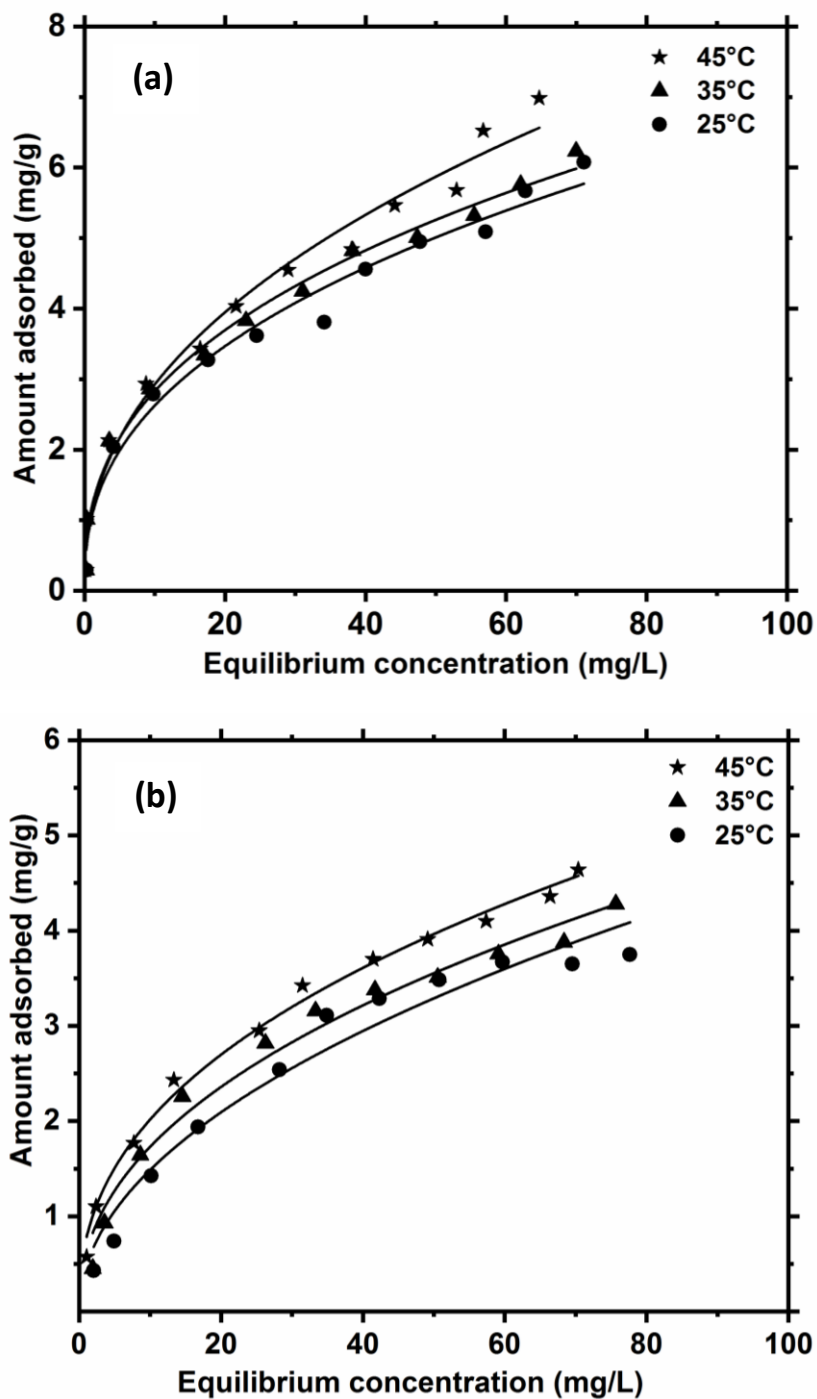 (a)
45°C
35°C
25°C
8
6
4
2
0
Amount adsorbed (mg/g)
0 20 40 60 80 100
Equilibrium concentration (mg/L)
(b)
45°C
35°C
25°C
6
5
4
3
2
1
Amount adsorbed (mg/g)
0 20 40 60 80 100
Equilibrium concentration (mg/L)